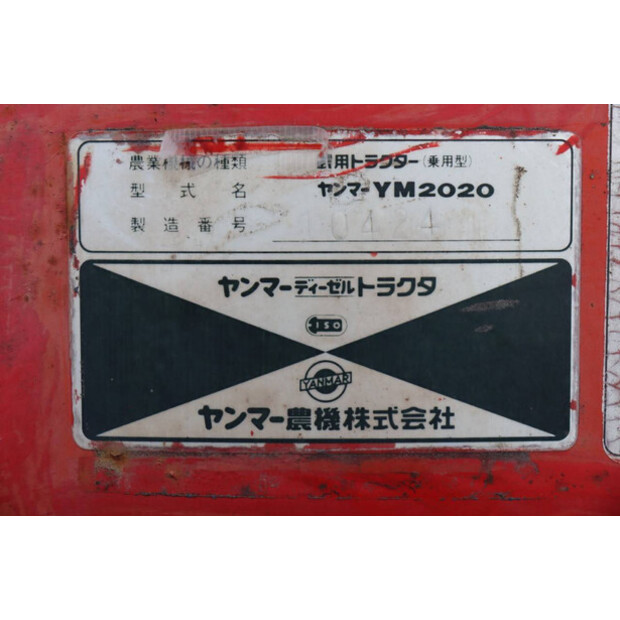 農業機械の種類 農用トラクター(乗用型)
型式名 ヤンマーYM2020
製造番号 10424
ヤンマーディーゼルトラクタ
ISO
YANMAR
ヤンマー農機株式会社